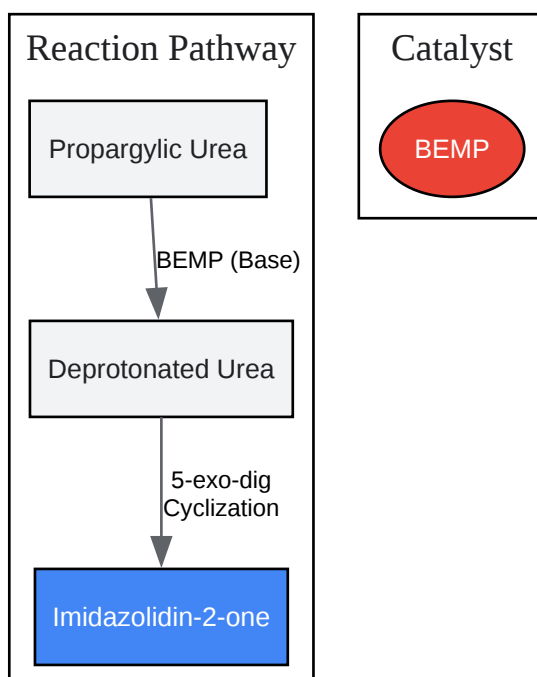 Reaction Pathway
Propargylic Urea
BEMP (Base)
Deprotonated Urea
5-exo-dig
Cyclization
Imidazolidin-2-one
Catalyst
BEMP